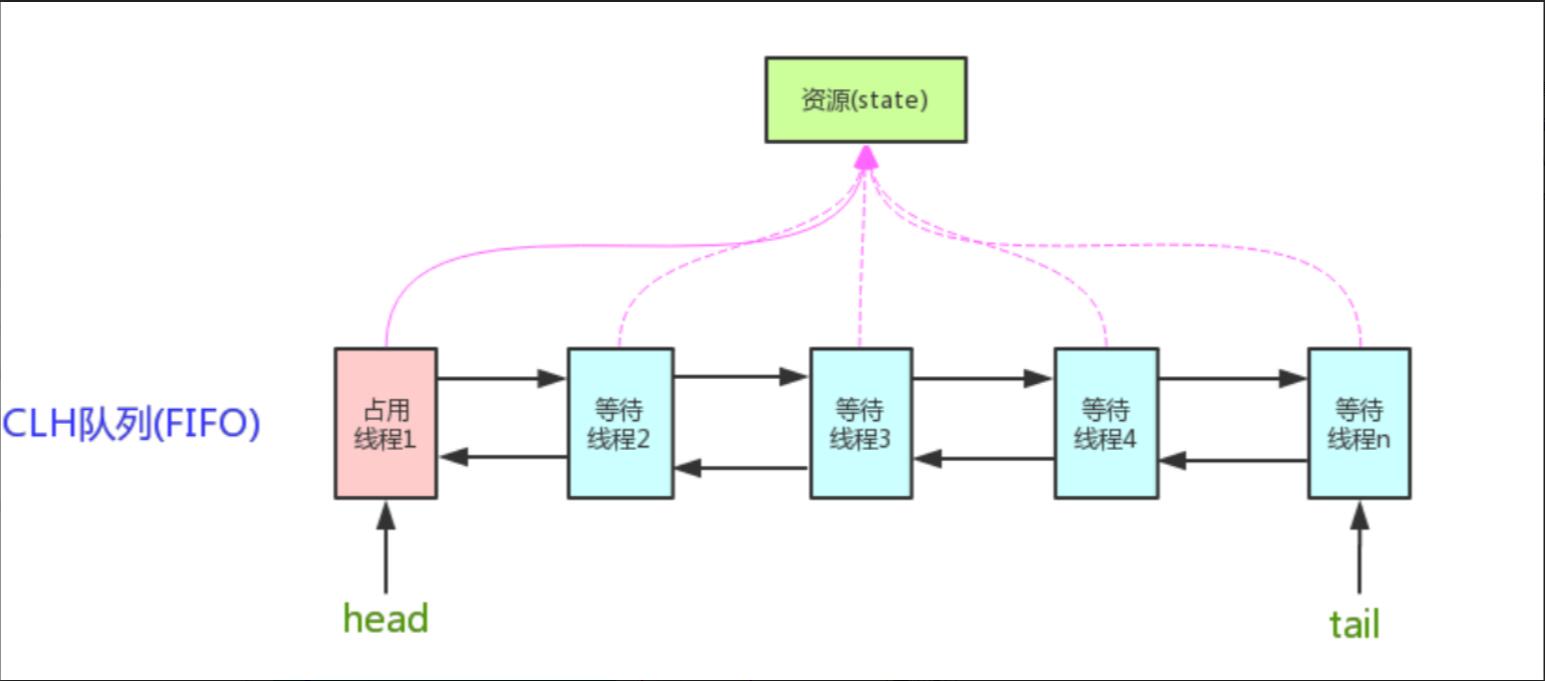 资源(state)
CLH队列(FIFO)
占用
线程1
等待
线程2
等待
线程3
等待
线程4
等待
线程n
head
tail